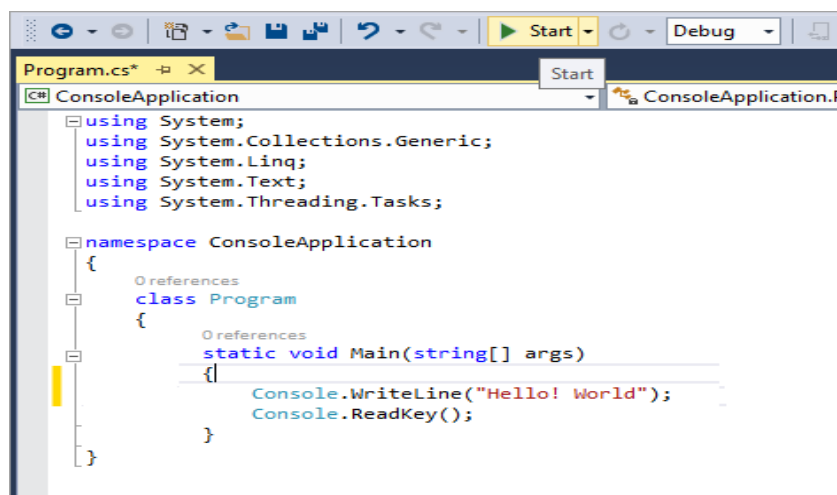 Start Debug
Program.cs*
Start
C# ConsoleApplication ConsoleApplication.
using System;
using System.Collections.Generic;
using System.Linq;
using System.Text;
using System.Threading.Tasks;
namespace ConsoleApplication
{
0 references
class Program
{
0 references
static void Main(string[] args)
{
Console.WriteLine("Hello! World");
Console.ReadKey();
}
}